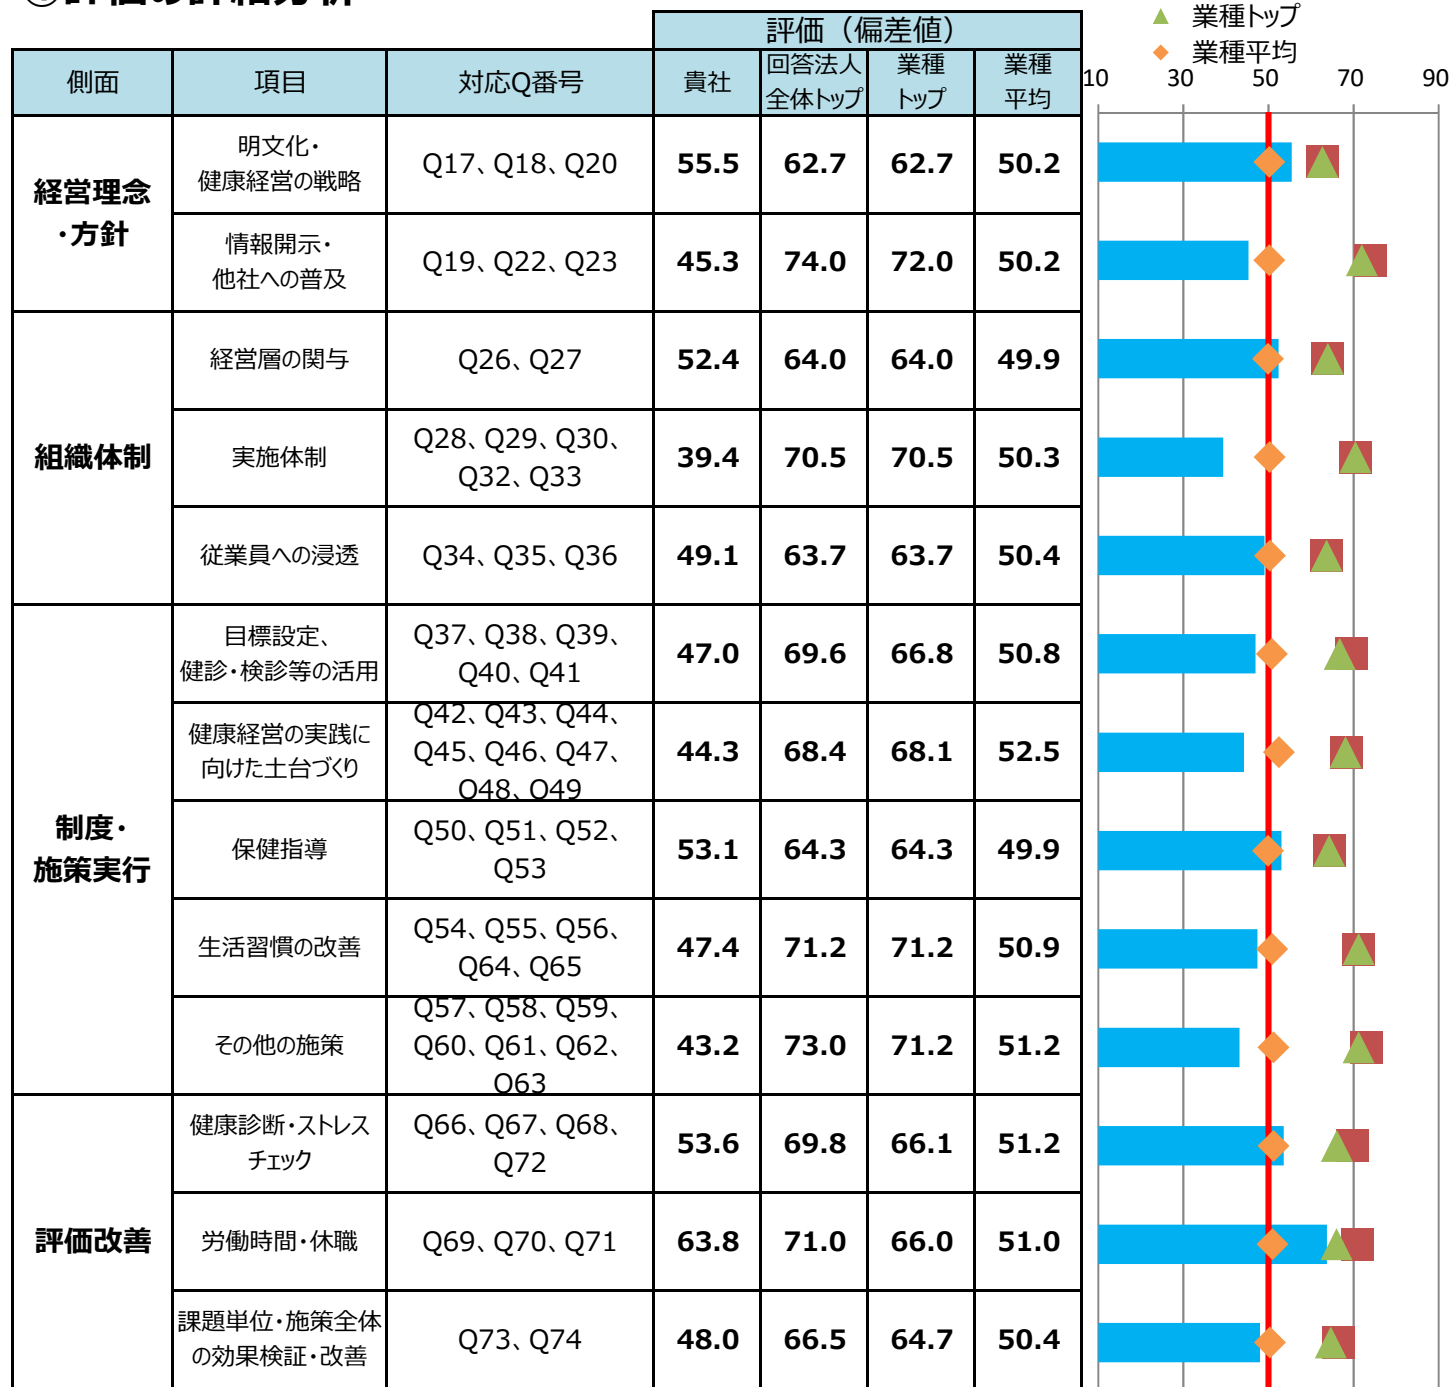 評価（偏差値）
側面 項目 対応Q番号 貴社 回答法人 業種 業種
全体トップ トップ 平均
▲ 業種トップ
◆ 業種平均
10 30 50 70 90
経営理念
・方針
明文化・
健康経営の戦略
Q17、Q18、Q20 55.5 62.7 62.7 50.2
情報開示・
他社への普及
Q19、Q22、Q23 45.3 74.0 72.0 50.2
組織体制
経営層の関与 Q26、Q27 52.4 64.0 64.0 49.9
実施体制
Q28、Q29、Q30、
Q32、Q33
39.4 70.5 70.5 50.3
従業員への浸透 Q34、Q35、Q36 49.1 63.7 63.7 50.4
制度・
施策実行
目標設定、
健診・検診等の活用
Q37、Q38、Q39、
Q40、Q41
47.0 69.6 66.8 50.8
健康経営の実践に
向けた土台づくり
Q42、Q43、Q44、
Q45、Q46、Q47、
Q48、Q49
44.3 68.4 68.1 52.5
保健指導
Q50、Q51、Q52、
Q53
53.1 64.3 64.3 49.9
生活習慣の改善
Q54、Q55、Q56、
Q64、Q65
47.4 71.2 71.2 50.9
その他の施策
Q57、Q58、Q59、
Q60、Q61、Q62、
Q63
43.2 73.0 71.2 51.2
評価改善
健康診断・ストレス
チェック
Q66、Q67、Q68、
Q72
53.6 69.8 66.1 51.2
労働時間・休職 Q69、Q70、Q71 63.8 71.0 66.0 51.0
課題単位・施策全体
の効果検証・改善
Q73、Q74 48.0 66.5 64.7 50.4